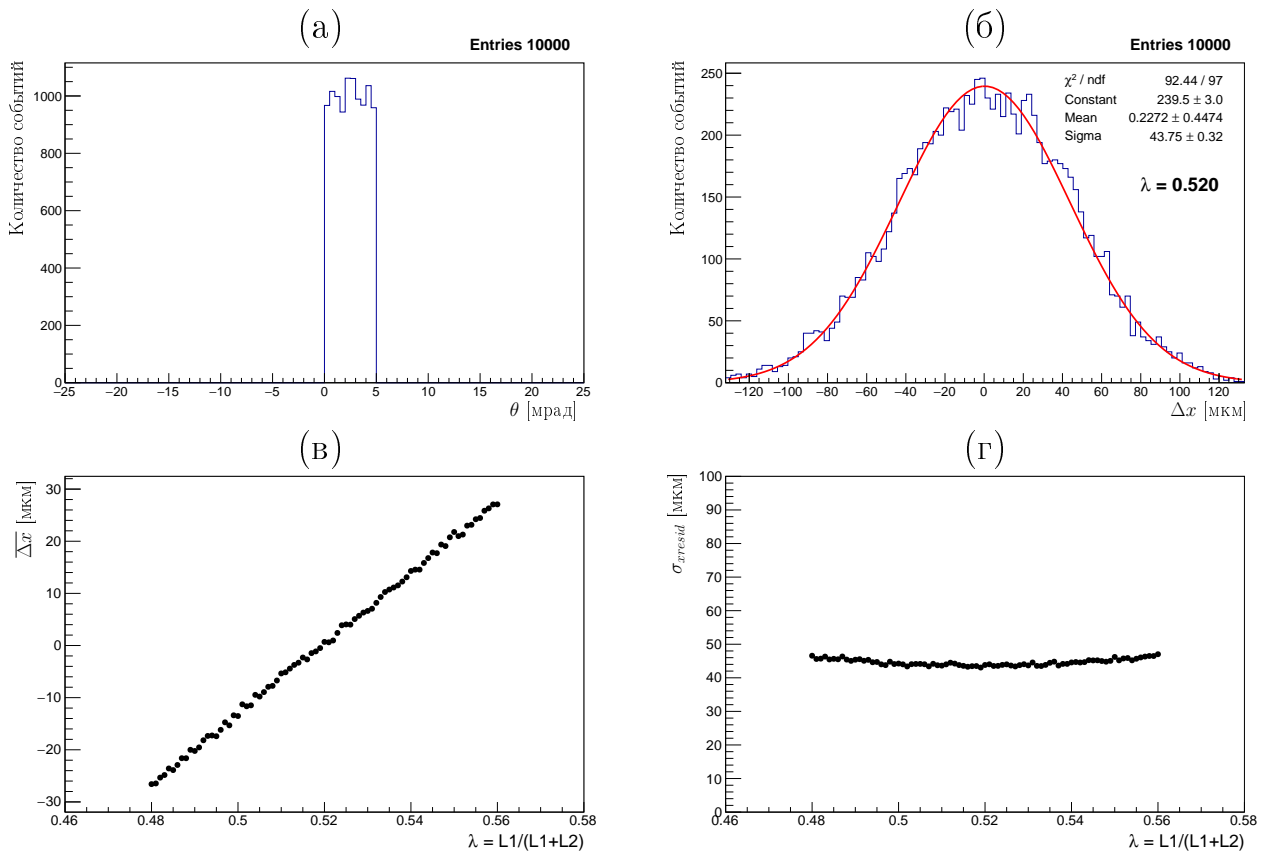 (а)
Entries 10000
Количество событий
0
200
400
600
800
1000
−25 −20 −15 −10 −5 0 5 10 15 20 25
θ [мрад]
(б)
Entries 10000
Количество событий
0
50
100
150
200
250
χ² / ndf 92.44 / 97
Constant 239.5 ± 3.0
Mean 0.2272 ± 0.4474
Sigma 43.75 ± 0.32
λ = 0.520
−120 −100 −80 −60 −40 −20 0 20 40 60 80 100 120
Δx [мкм]
(в)
Δx [мкм]
30
20
10
0
−10
−20
−30
0.46 0.48 0.5 0.52 0.54 0.56 0.58
λ = L1/(L1+L2)
(г)
σxresid [мкм]
100
90
80
70
60
50
40
30
20
10
0
0.46 0.48 0.5 0.52 0.54 0.56 0.58
λ = L1/(L1+L2)